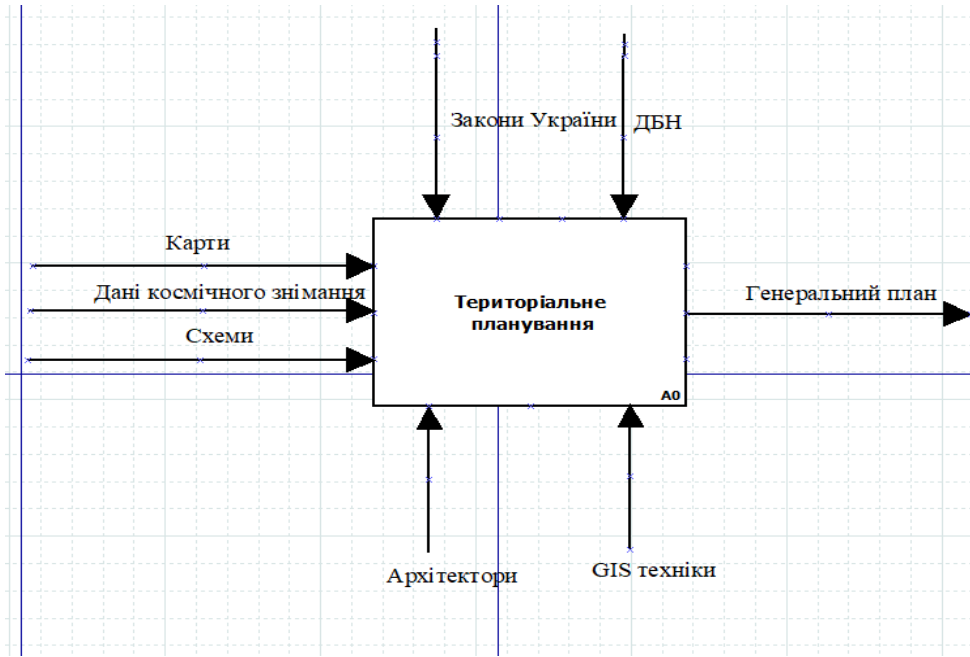 Закони України
ДБН
Карти
Дані космічного знімання
Схеми
Територіальне
планування
A0
Генеральний план
Архітектори
GIS техніки